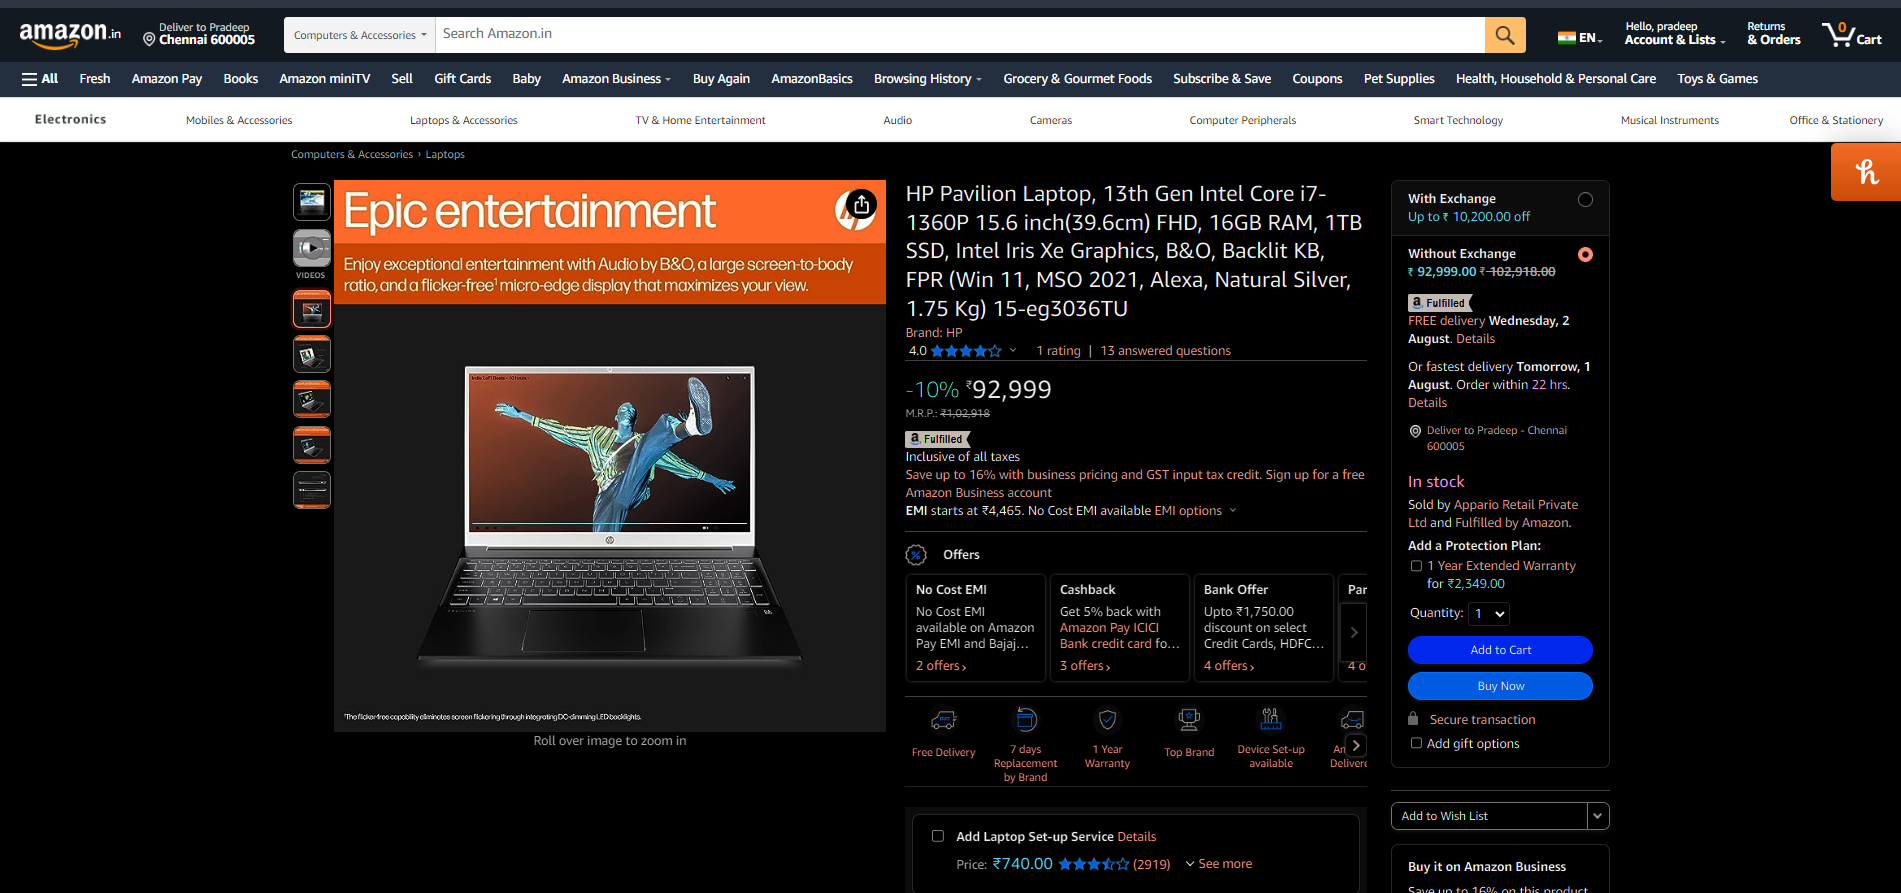 amazon.in
Deliver to Pradeep
Chennai 600005
Computers & Accessories
Search Amazon.in
EN
Hello, pradeep
Account & Lists
Returns
& Orders
0
Cart
All
Fresh
Amazon Pay
Books
Amazon miniTV
Sell
Gift Cards
Baby
Amazon Business
Buy Again
AmazonBasics
Browsing History
Grocery & Gourmet Foods
Subscribe & Save
Coupons
Pet Supplies
Health, Household & Personal Care
Toys & Games
Electronics
Mobiles & Accessories
Laptops & Accessories
TV & Home Entertainment
Audio
Cameras
Computer Peripherals
Smart Technology
Musical Instruments
Office & Stationery
Computers & Accessories › Laptops
VIDEOS
Epic entertainment
Enjoy exceptional entertainment with Audio by B&O, a large screen-to-body
ratio, and a flicker-free¹ micro-edge display that maximizes your view.
¹The flicker-free capability eliminates screen flickering through integrating DC-dimming LED backlights.
Roll over image to zoom in
HP Pavilion Laptop, 13th Gen Intel Core i7-
1360P 15.6 inch(39.6cm) FHD, 16GB RAM, 1TB
SSD, Intel Iris Xe Graphics, B&O, Backlit KB,
FPR (Win 11, MSO 2021, Alexa, Natural Silver,
1.75 Kg) 15-eg3036TU
Brand: HP
4.0
1 rating | 13 answered questions
-10% ₹92,999
M.R.P.: ₹1,02,918
a Fulfilled
Inclusive of all taxes
Save up to 16% with business pricing and GST input tax credit. Sign up for a free
Amazon Business account
EMI starts at ₹4,465. No Cost EMI available EMI options
Offers
No Cost EMI
No Cost EMI
available on Amazon
Pay EMI and Bajaj...
2 offers ›
Cashback
Get 5% back with
Amazon Pay ICICI
Bank credit card fo...
3 offers ›
Bank Offer
Upto ₹1,750.00
discount on select
Credit Cards, HDFC...
4 offers ›
Par
4 o
Free Delivery
7 days
Replacement
by Brand
1 Year
Warranty
Top Brand
Device Set-up
available
Am
Delivere
Add Laptop Set-up Service Details
Price: ₹740.00 (2919) See more
With Exchange
Up to ₹ 10,200.00 off
Without Exchange
₹ 92,999.00 ₹ 102,918.00
a Fulfilled
FREE delivery Wednesday, 2
August. Details
Or fastest delivery Tomorrow, 1
August. Order within 22 hrs.
Details
Deliver to Pradeep - Chennai
600005
In stock
Sold by Appario Retail Private
Ltd and Fulfilled by Amazon.
Add a Protection Plan:
1 Year Extended Warranty
for ₹2,349.00
Quantity: 1
Add to Cart
Buy Now
Secure transaction
Add gift options
Add to Wish List
Buy it on Amazon Business
Save up to 16% on this product